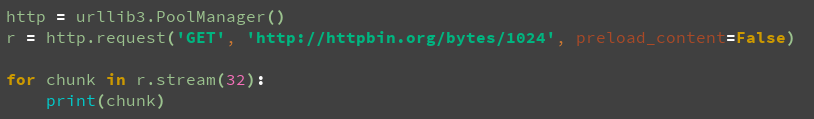 http = urllib3.PoolManager()
r = http.request('GET', 'http://httpbin.org/bytes/1024', preload_content=False)
for chunk in r.stream(32):
    print(chunk)